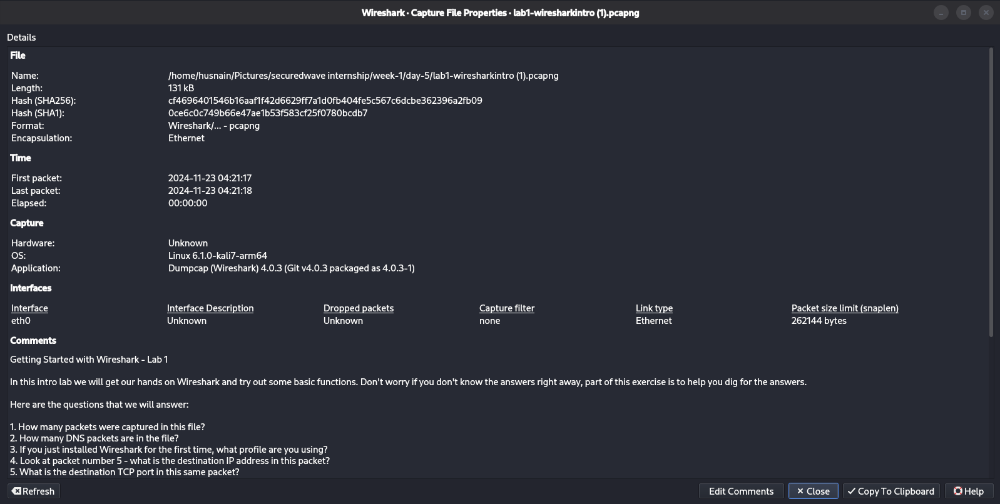 Wireshark · Capture File Properties · lab1-wiresharkintro (1).pcapng
Details
File
Name: /home/husnain/Pictures/securedwave internship/week-1/day-5/lab1-wiresharkintro (1).pcapng
Length: 131 kB
Hash (SHA256): cf4696401546b16aaf1f42d6629ff7a1d0fb404fe5c567c6dcbe362396a2fb09
Hash (SHA1): 0ce6c0c749b66e47ae1b53f583cf25f0780bcdb7
Format: Wireshark/... - pcapng
Encapsulation: Ethernet
Time
First packet: 2024-11-23 04:21:17
Last packet: 2024-11-23 04:21:18
Elapsed: 00:00:00
Capture
Hardware: Unknown
OS: Linux 6.1.0-kali7-arm64
Application: Dumpcap (Wireshark) 4.0.3 (Git v4.0.3 packaged as 4.0.3-1)
Interfaces
Interface Interface Description Dropped packets Capture filter Link type Packet size limit (snaplen)
eth0 Unknown Unknown none Ethernet 262144 bytes
Comments
Getting Started with Wireshark - Lab 1
In this intro lab we will get our hands on Wireshark and try out some basic functions. Don't worry if you don't know the answers right away, part of this exercise is to help you dig for the answers.
Here are the questions that we will answer:
1. How many packets were captured in this file?
2. How many DNS packets are in the file?
3. If you just installed Wireshark for the first time, what profile are you using?
4. Look at packet number 5 - what is the destination IP address in this packet?
5. What is the destination TCP port in this same packet?
Refresh Edit Comments Close Copy To Clipboard Help